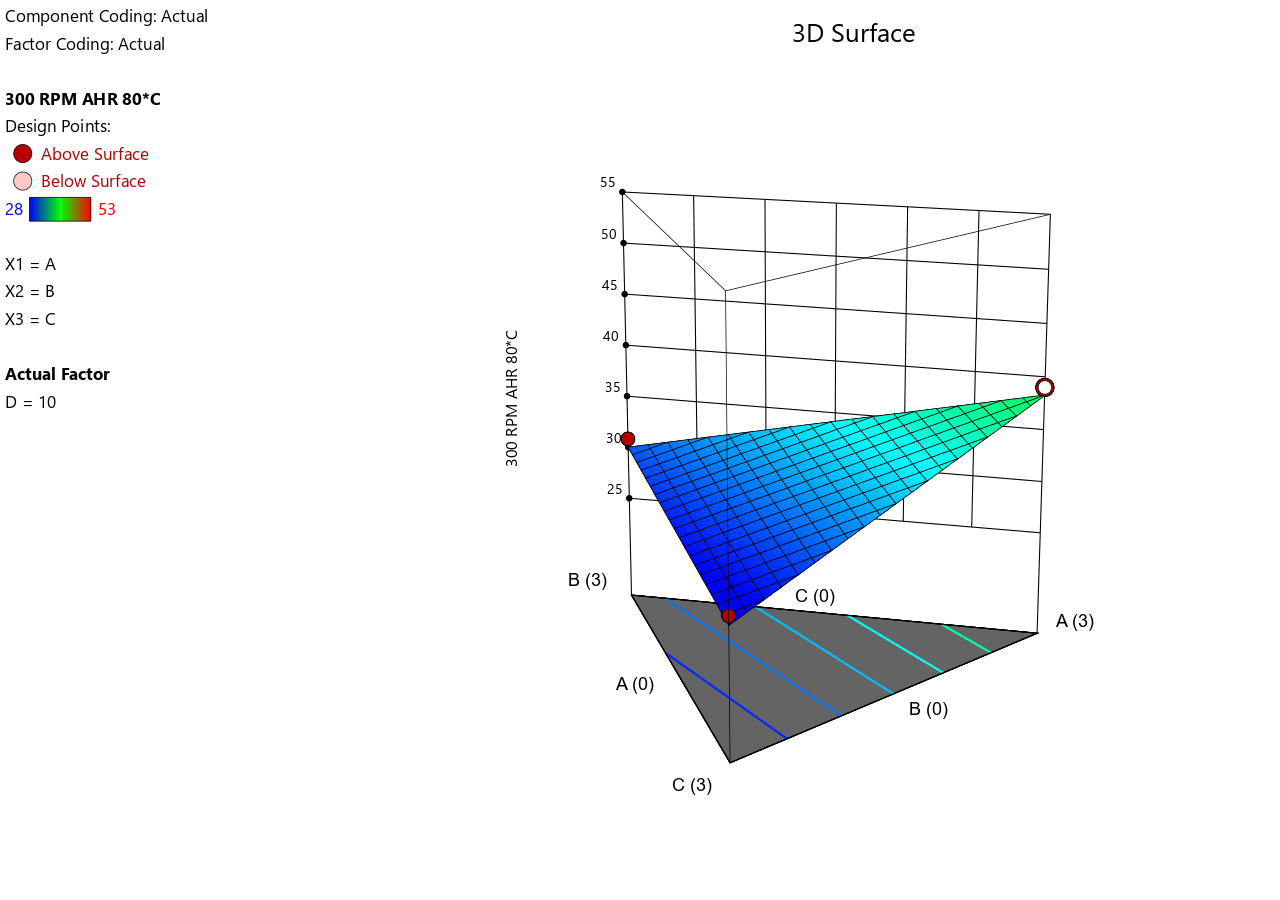 Component Coding: Actual
Factor Coding: Actual
300 RPM AHR 80*C
Design Points:
Above Surface
Below Surface
28 53
X1 = A
X2 = B
X3 = C
Actual Factor
D = 10
3D Surface
55
50
45
40
35
30
25
300 RPM AHR 80*C
B (3)
C (0)
A (3)
A (0)
B (0)
C (3)